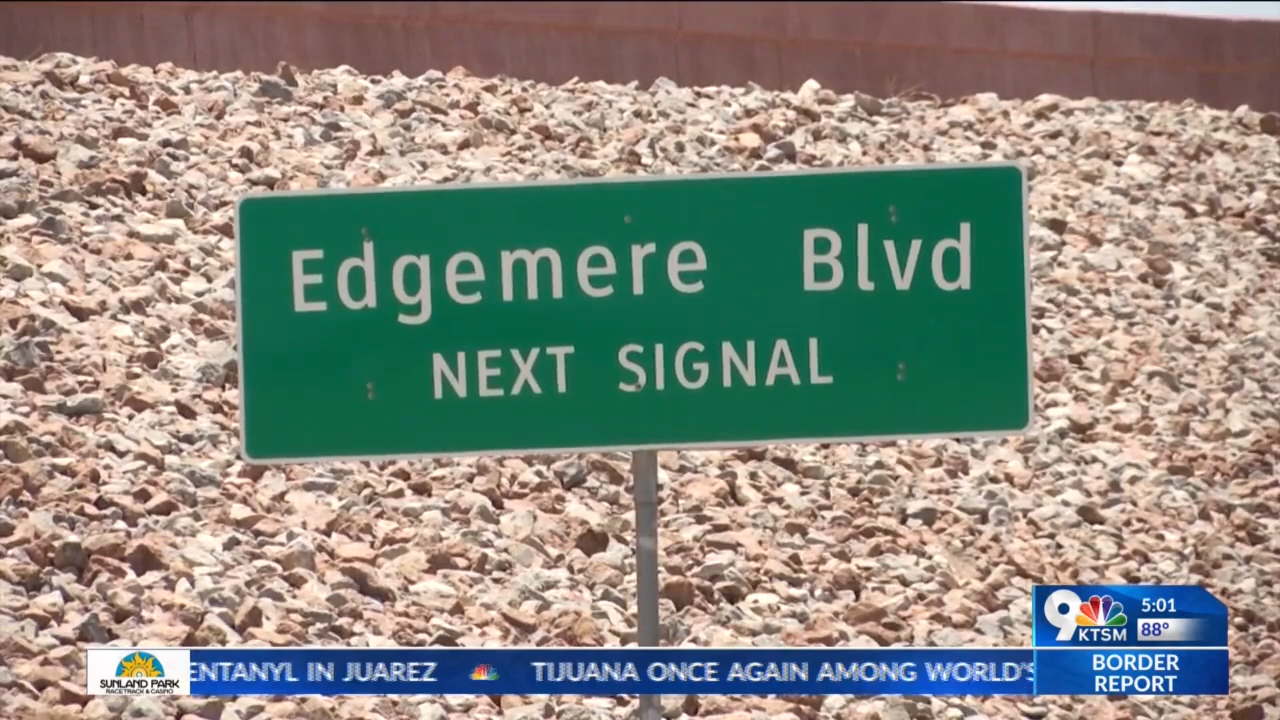 Edgemere Blvd
NEXT SIGNAL
9 KTSM
5:01
88°
SUNLAND PARK
RACETRACK & CASINO
ENTANYL IN JUAREZ TIJUANA ONCE AGAIN AMONG WORLD'S
BORDER
REPORT